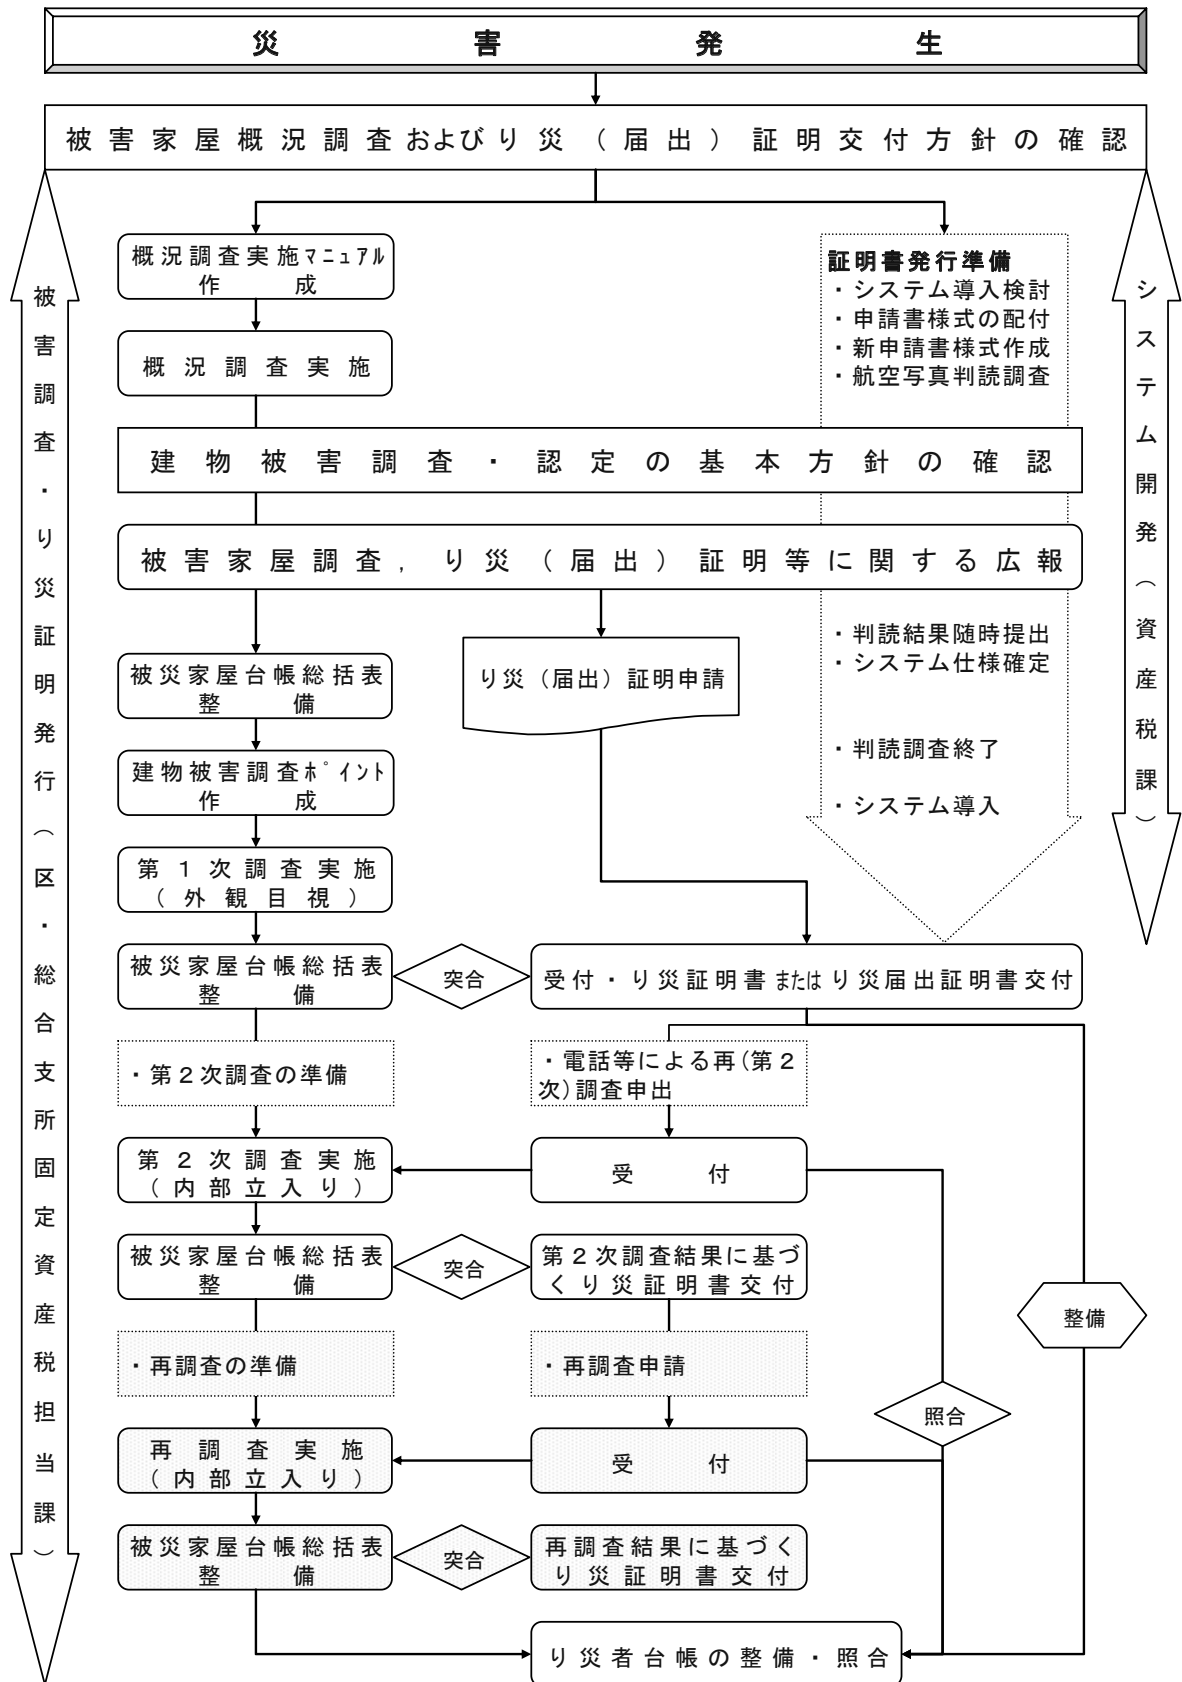 災害発生
被害家屋概況調査およびり災（届出）証明交付方針の確認
概況調査実施マニュアル
作成
概況調査実施
証明書発行準備
・システム導入検討
・申請書様式の配付
・新申請書様式作成
・航空写真判読調査
建物被害調査・認定の基本方針の確認
被害家屋調査，り災（届出）証明等に関する広報
・判読結果随時提出
・システム仕様確定
・判読調査終了
・システム導入
被災家屋台帳総括表
整備
り災（届出）証明申請
建物被害調査ポイント
作成
第１次調査実施
（外観目視）
被災家屋台帳総括表
整備
突合
受付・り災証明書またはり災届出証明書交付
・第２次調査の準備
・電話等による再(第２
次)調査申出
第２次調査実施
（内部立入り）
受付
被災家屋台帳総括表
整備
突合
第２次調査結果に基づ
くり災証明書交付
整備
・再調査の準備
・再調査申請
照合
再調査実施
（内部立入り）
受付
被災家屋台帳総括表
整備
突合
再調査結果に基づく
り災証明書交付
り災者台帳の整備・照合
被害調査・り災証明発行（区・総合支所固定資産税担当課）
システム開発（資産税課）